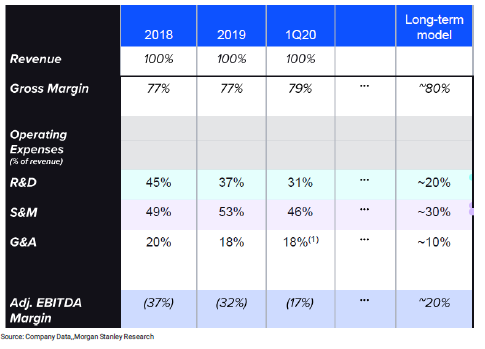 2018 2019 1Q20 Long-term model
Revenue 100% 100% 100%
Gross Margin 77% 77% 79% ... ~80%
Operating
Expenses
(% of revenue)
R&D 45% 37% 31% ... ~20%
S&M 49% 53% 46% ... ~30%
G&A 20% 18% 18%(1) ... ~10%
Adj. EBITDA Margin (37%) (32%) (17%) ... ~20%
Source: Company Data,,Morgan Stanley Research